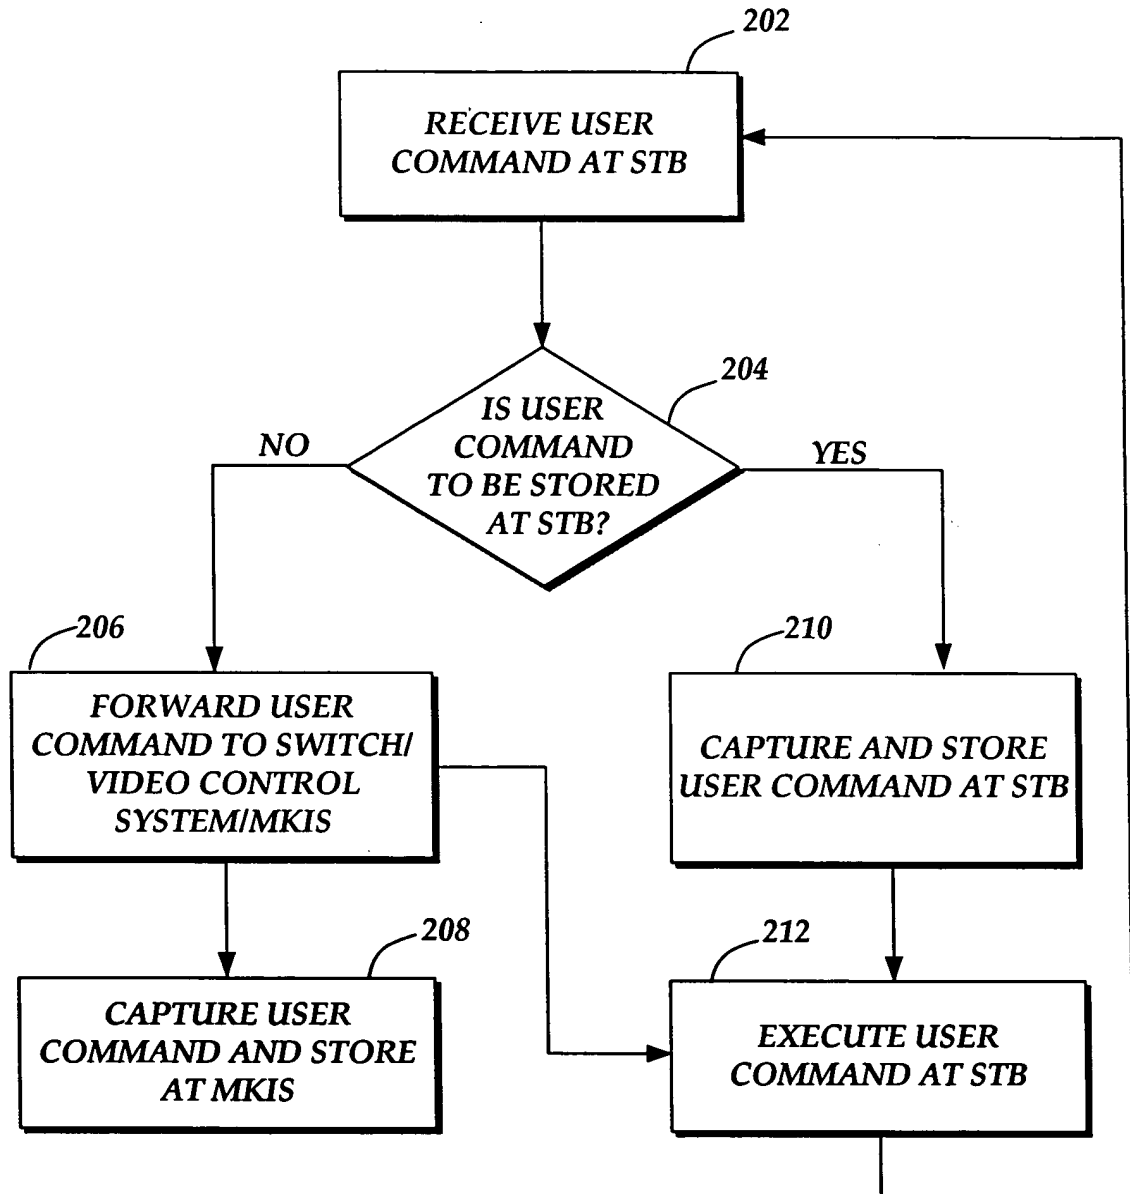 202
RECEIVE USER
COMMAND AT STB
204
IS USER
COMMAND
TO BE STORED
AT STB?
NO
YES
206
FORWARD USER
COMMAND TO SWITCH/
VIDEO CONTROL
SYSTEM/MKIS
210
CAPTURE AND STORE
USER COMMAND AT STB
208
CAPTURE USER
COMMAND AND STORE
AT MKIS
212
EXECUTE USER
COMMAND AT STB